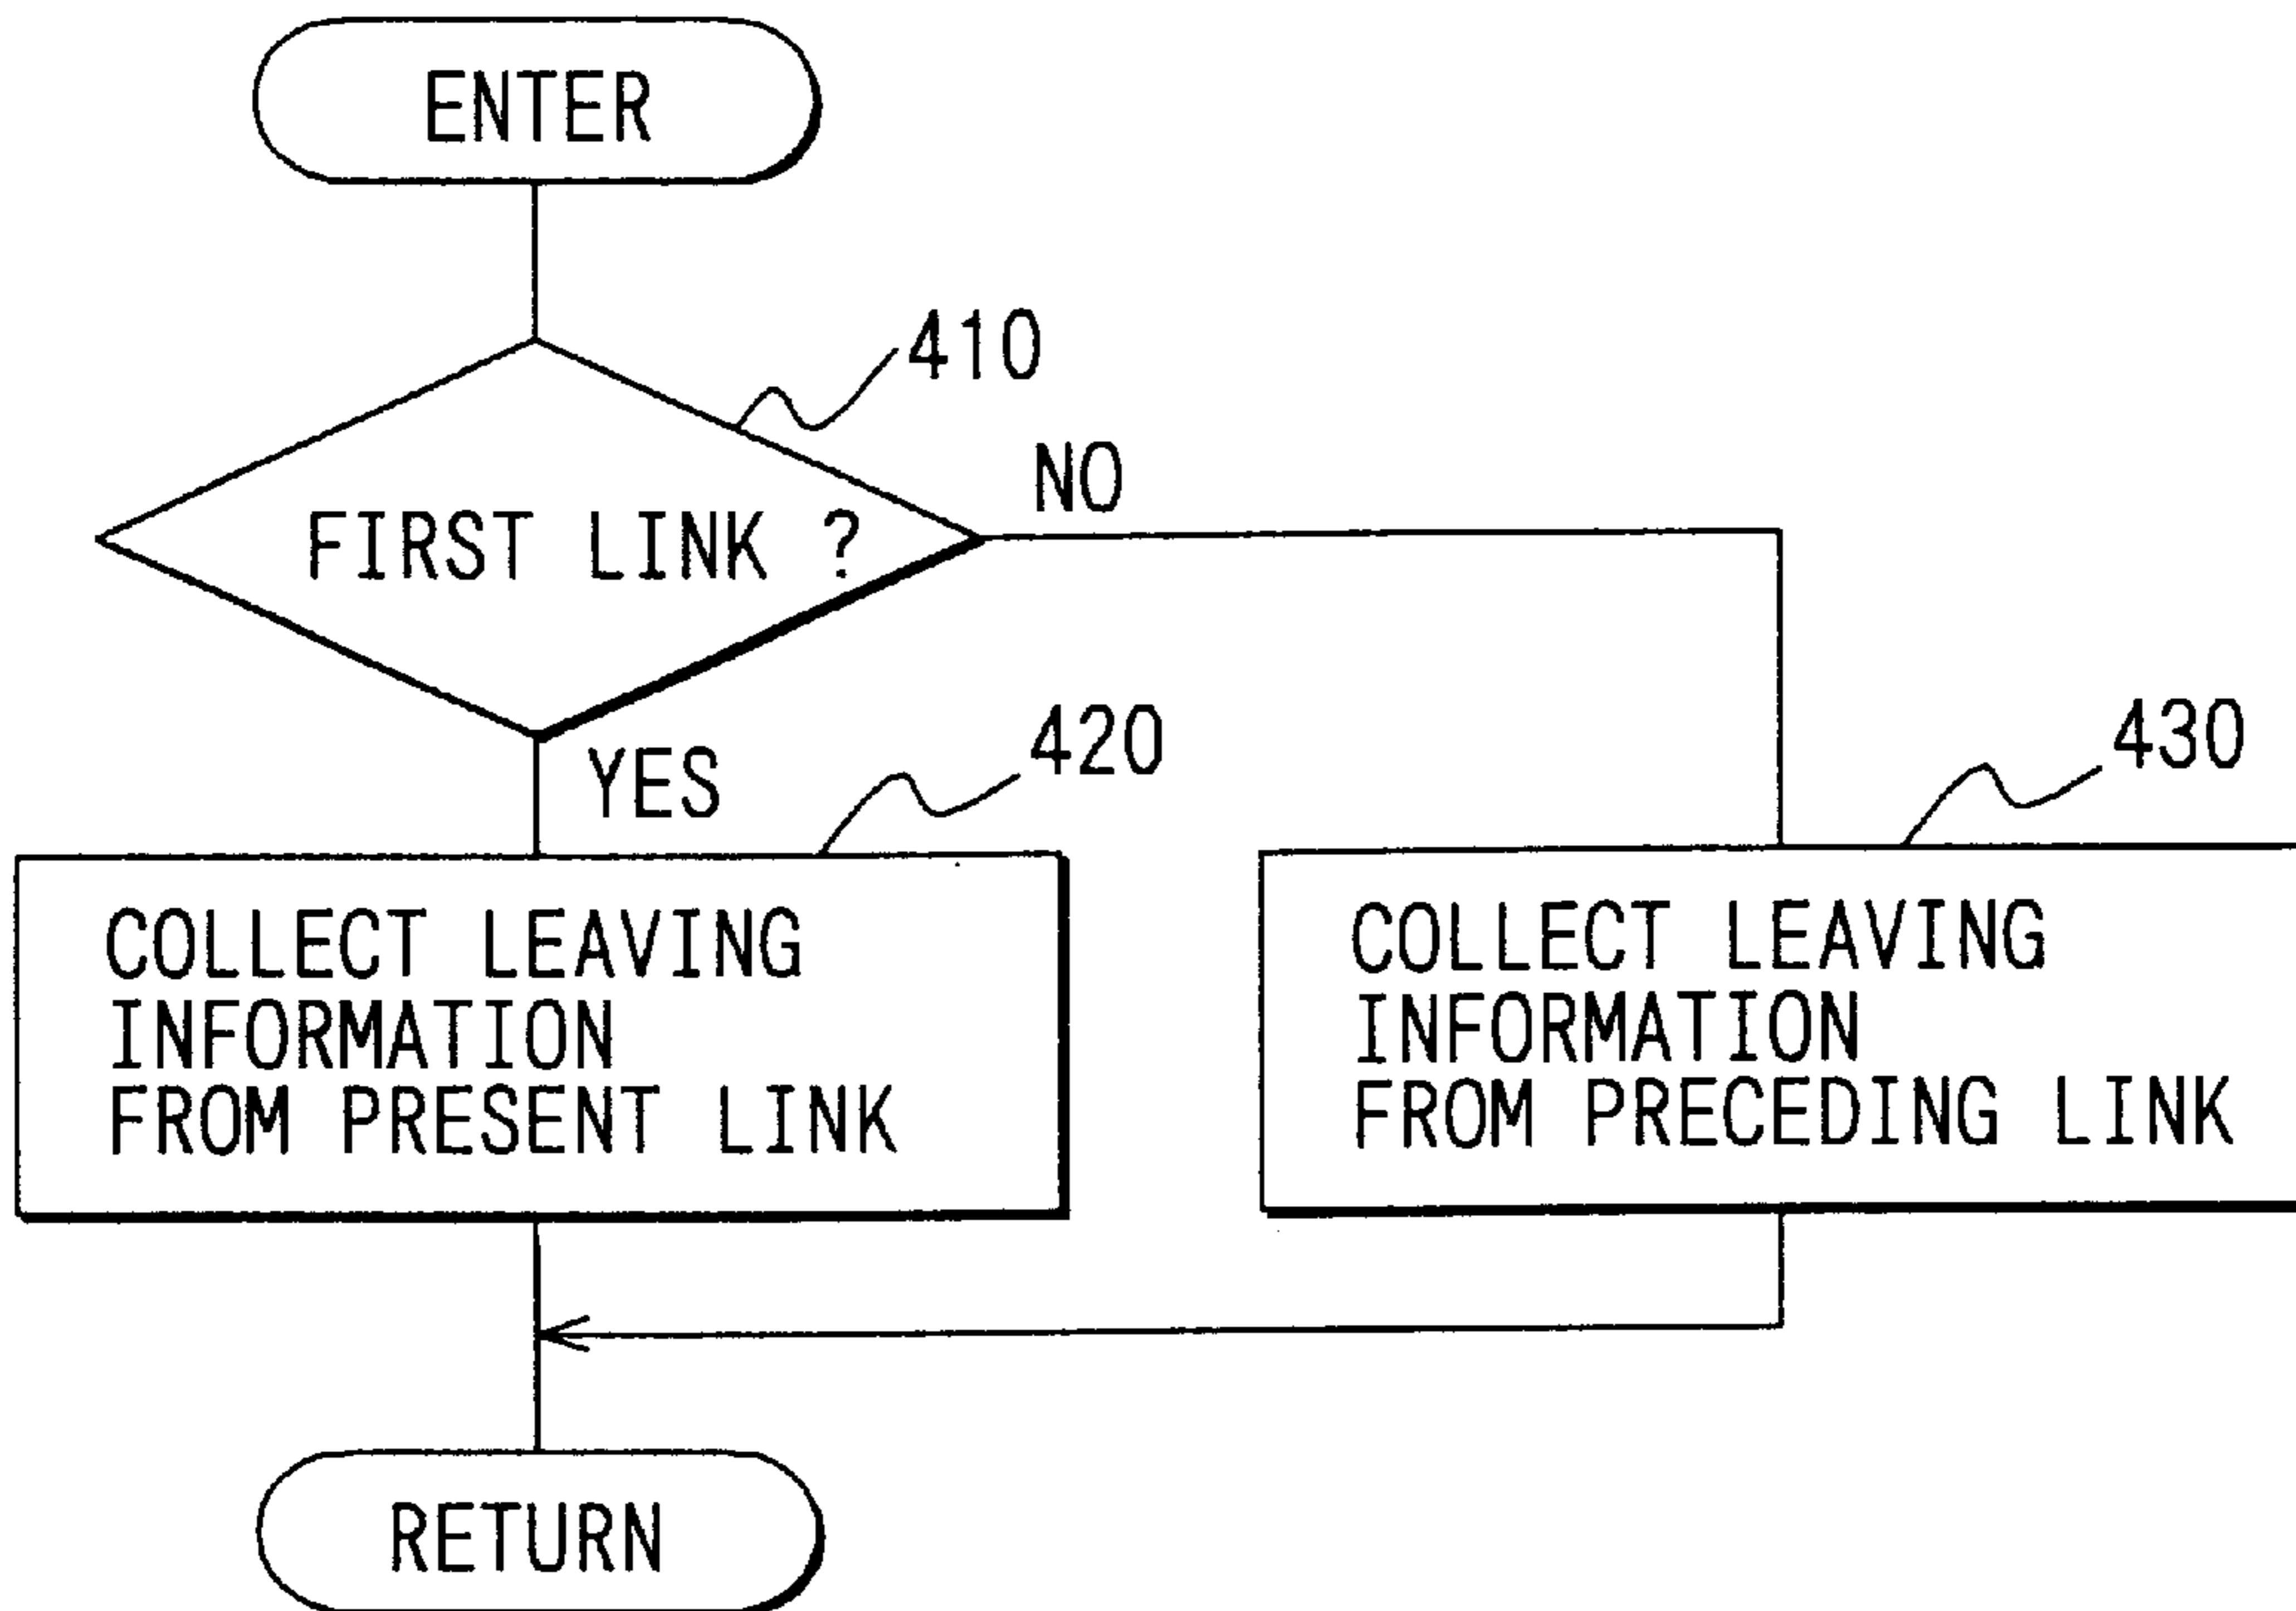 ENTER
410
FIRST LINK ?
NO
YES
420
430
COLLECT LEAVING
INFORMATION
FROM PRESENT LINK
COLLECT LEAVING
INFORMATION
FROM PRECEDING LINK
RETURN